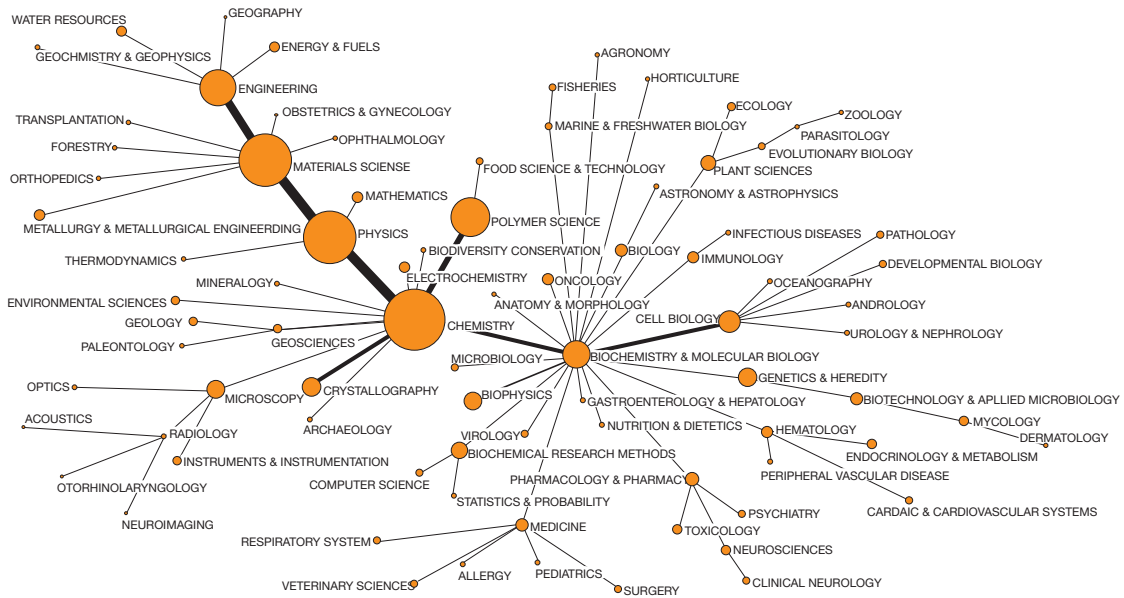 GEOGRAPHY
WATER RESOURCES
ENERGY & FUELS
GEOCHMISTRY & GEOPHYSICS
AGRONOMY
HORTICULTURE
ENGINEERING
FISHERIES
ECOLOGY
OBSTETRICS & GYNECOLOGY
ZOOLOGY
TRANSPLANTATION
MARINE & FRESHWATER BIOLOGY
PARASITOLOGY
OPHTHALMOLOGY
FORESTRY
EVOLUTIONARY BIOLOGY
MATERIALS SCIENSE
FOOD SCIENCE & TECHNOLOGY
PLANT SCIENCES
ORTHOPEDICS
MATHEMATICS
ASTRONOMY & ASTROPHYSICS
POLYMER SCIENCE
METALLURGY & METALLURGICAL ENGINEERDING
PHYSICS
INFECTIOUS DISEASES
PATHOLOGY
BIODIVERSITY CONSERVATION
BIOLOGY
THERMODYNAMICS
IMMUNOLOGY
DEVELOPMENTAL BIOLOGY
ELECTROCHEMISTRY
MINERALOGY
ONCOLOGY
OCEANOGRAPHY
ENVIRONMENTAL SCIENCES
ANATOMY & MORPHOLOGY
ANDROLOGY
GEOLOGY
CELL BIOLOGY
CHEMISTRY
UROLOGY & NEPHROLOGY
PALEONTOLOGY
GEOSCIENCES
MICROBIOLOGY
BIOCHEMISTRY & MOLECULAR BIOLOGY
GENETICS & HEREDITY
OPTICS
CRYSTALLOGRAPHY
BIOPHYSICS
MICROSCOPY
GASTROENTEROLOGY & HEPATOLOGY
BIOTECHNOLOGY & APLLIED MICROBIOLOGY
ACOUSTICS
MYCOLOGY
ARCHAEOLOGY
NUTRITION & DIETETICS
RADIOLOGY
VIROLOGY
HEMATOLOGY
DERMATOLOGY
BIOCHEMICAL RESEARCH METHODS
ENDOCRINOLOGY & METABOLISM
INSTRUMENTS & INSTRUMENTATION
COMPUTER SCIENCE
PHARMACOLOGY & PHARMACY
PERIPHERAL VASCULAR DISEASE
OTORHINOLARYNGOLOGY
STATISTICS & PROBABILITY
CARDIAC & CARDIOVASCULAR SYSTEMS
PSYCHIATRY
NEUROIMAGING
MEDICINE
TOXICOLOGY
RESPIRATORY SYSTEM
NEUROSCIENCES
ALLERGY
PEDIATRICS
VETERINARY SCIENCES
SURGERY
CLINICAL NEUROLOGY